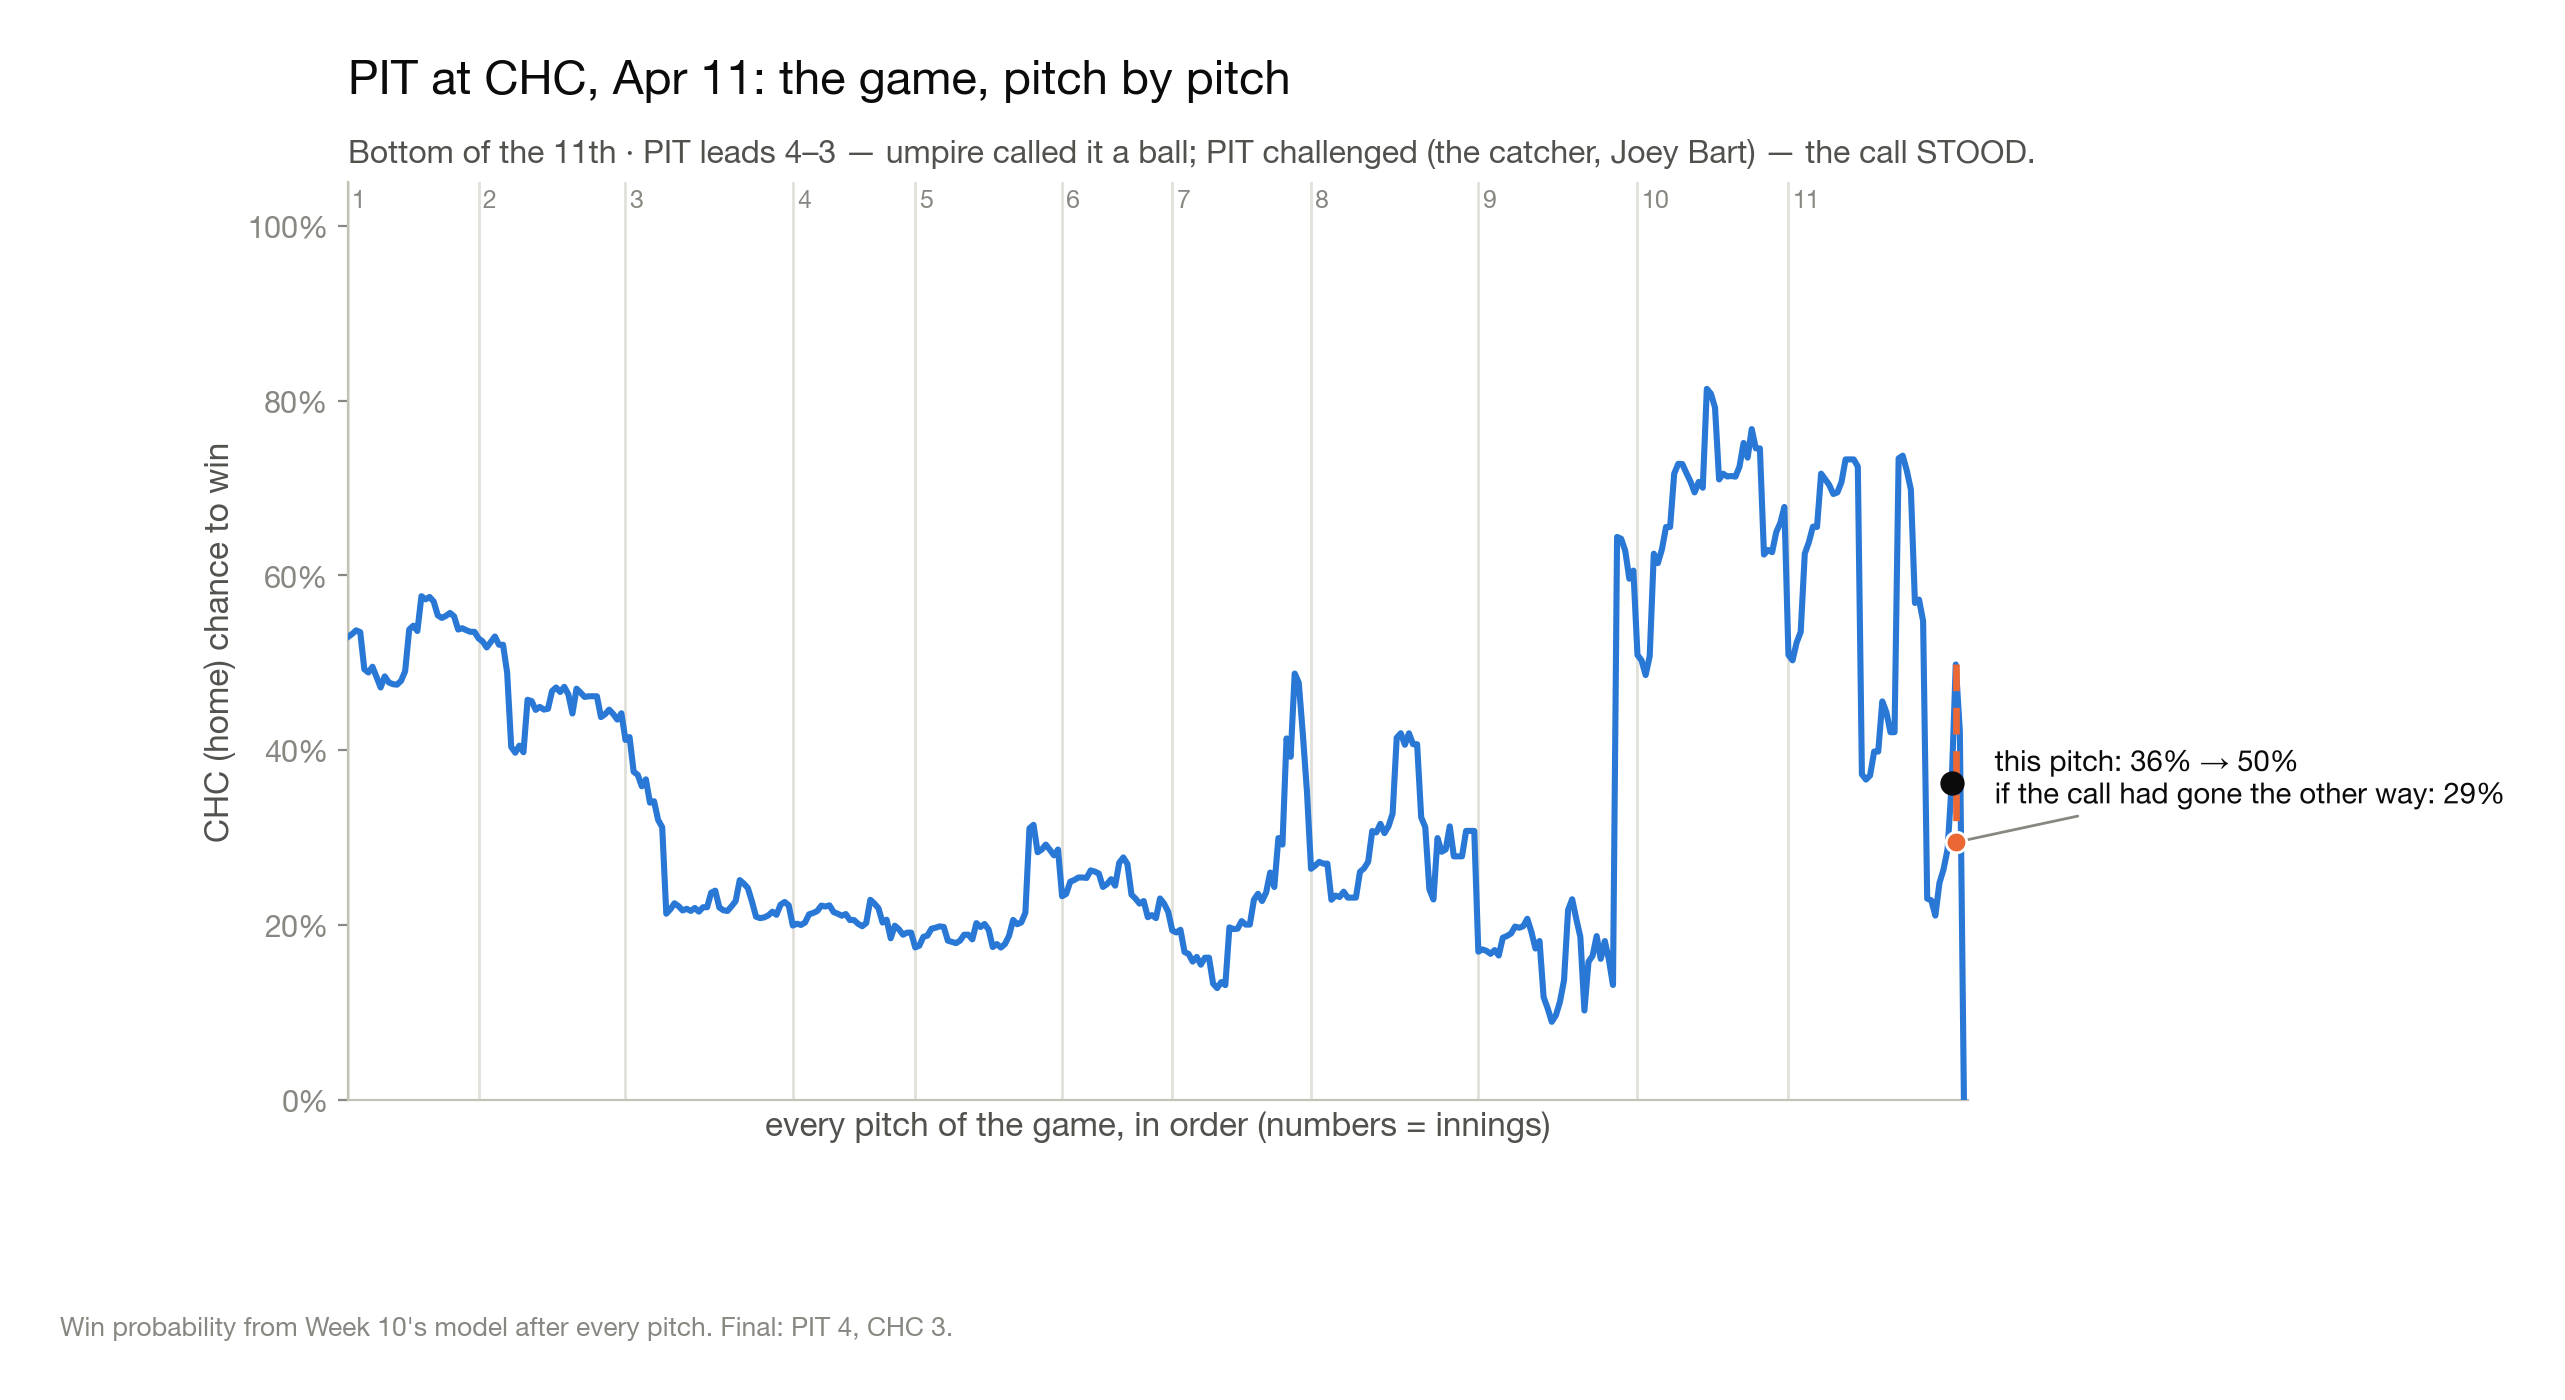 PIT at CHC, Apr 11: the game, pitch by pitch
Bottom of the 11th · PIT leads 4–3 — umpire called it a ball; PIT challenged (the catcher, Joey Bart) — the call STOOD.
1 2 3 4 5 6 7 8 9 10 11
100%
80%
60%
40%
20%
0%
CHC (home) chance to win
this pitch: 36% → 50%
if the call had gone the other way: 29%
every pitch of the game, in order (numbers = innings)
Win probability from Week 10's model after every pitch. Final: PIT 4, CHC 3.